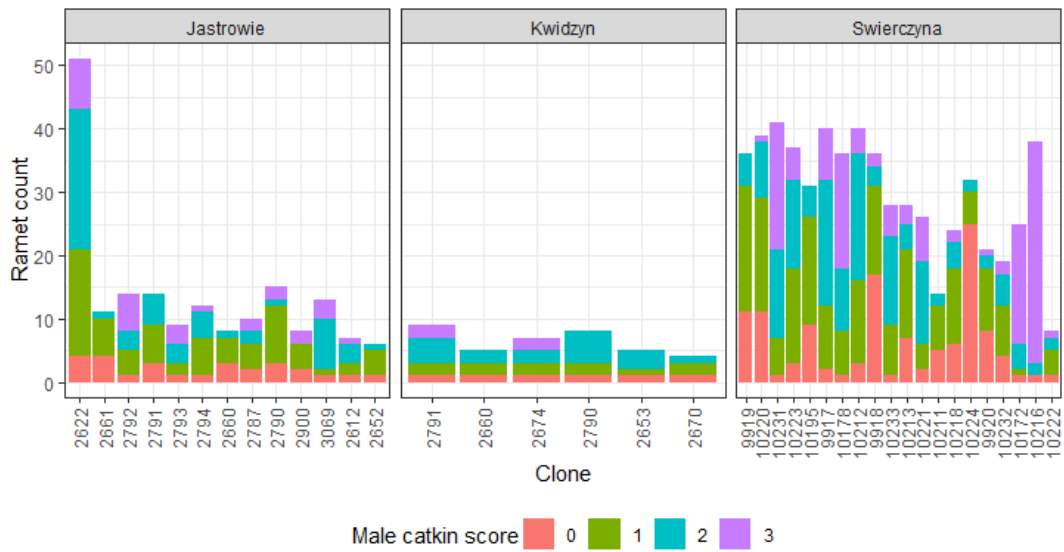 Jastrowie Kwidzyn Swierczyna
50
40
30
20
10
0
Ramet count
2622 2661 2792 2791 2793 2794 2660 2787 2790 2900 3069 2612 2652
2791 2660 2674 2790 2653 2670
9919 10220 10231 10223 10195 9917 10178 10212 9918 10233 10213 10221 10211 10218 10224 9920 10232 10172 10216 10222
Clone
Male catkin score 0 1 2 3